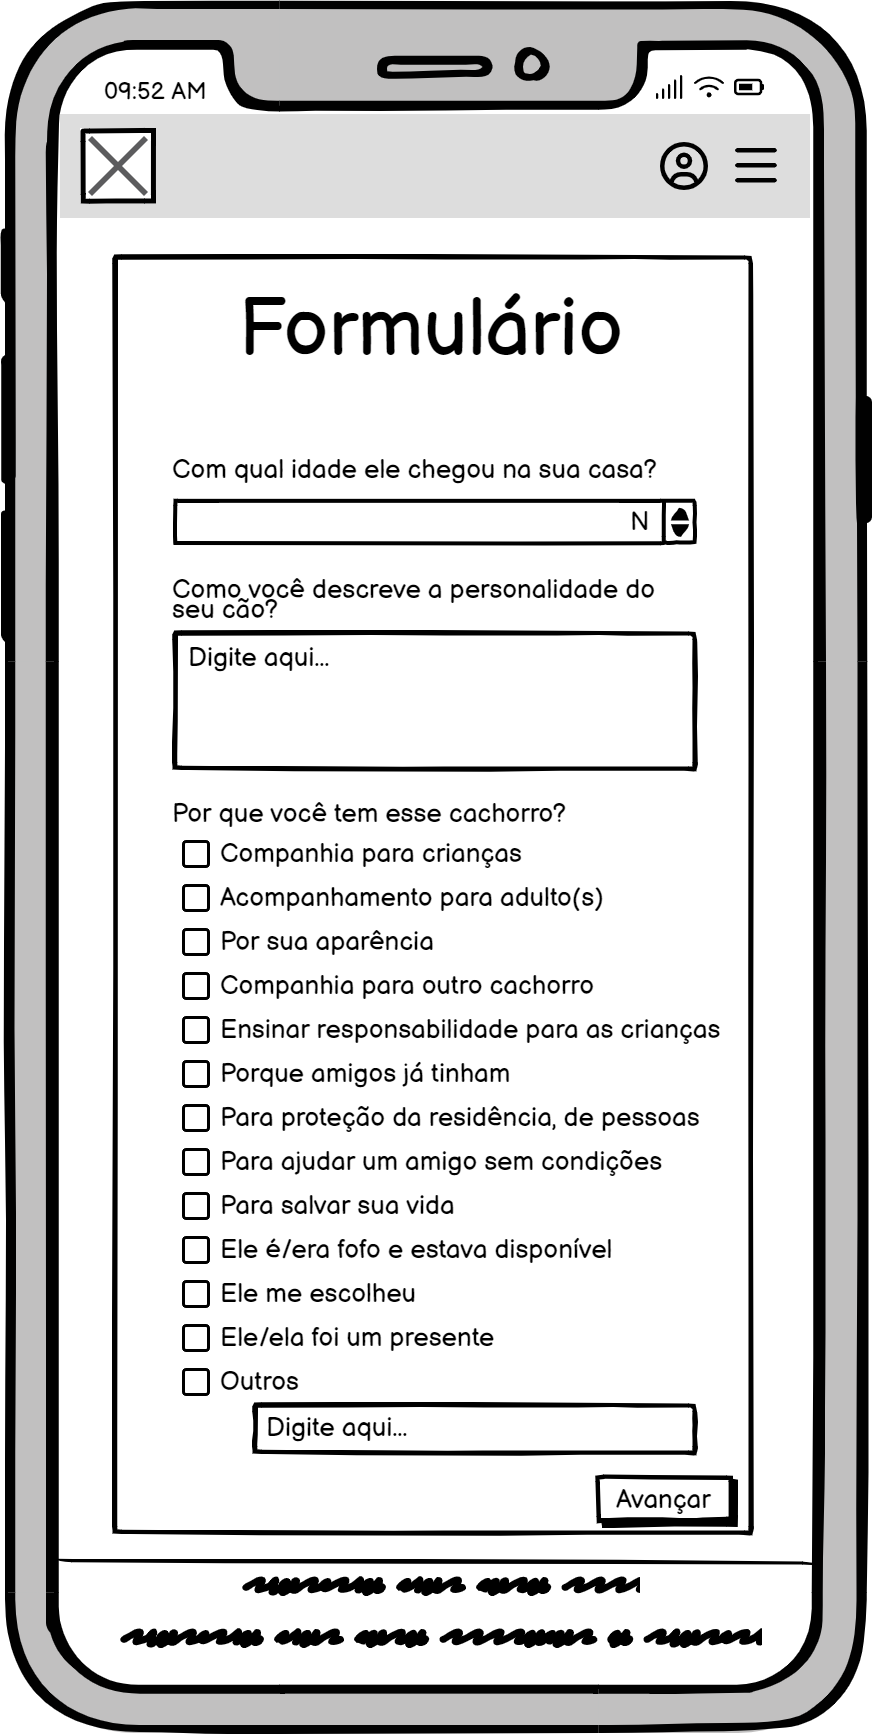 09:52 AM
Formulário
Com qual idade ele chegou na sua casa?
N
Como você descreve a personalidade do
seu cão?
Digite aqui...
Por que você tem esse cachorro?
Companhia para crianças
Acompanhamento para adulto(s)
Por sua aparência
Companhia para outro cachorro
Ensinar responsabilidade para as crianças
Porque amigos já tinham
Para proteção da residência, de pessoas
Para ajudar um amigo sem condições
Para salvar sua vida
Ele é/era fofo e estava disponível
Ele me escolheu
Ele/ela foi um presente
Outros
Digite aqui...
Avançar